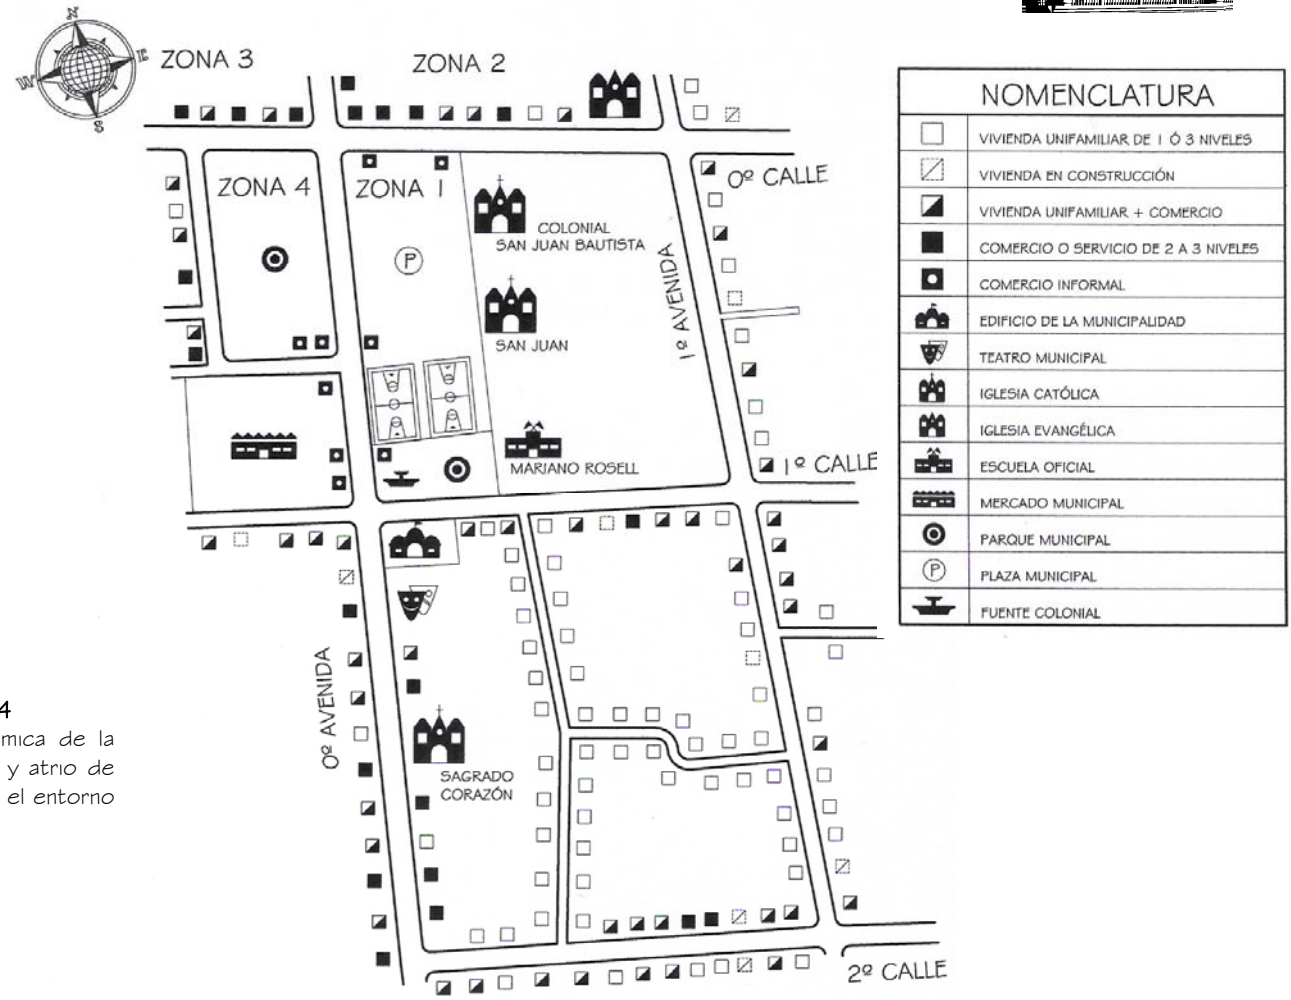 N
W
E
S
ZONA 3
ZONA 2
ZONA 4
ZONA 1
0º CALLE
COLONIAL
SAN JUAN BAUTISTA
P
1º AVENIDA
SAN JUAN
MARIANO ROSELL
1º CALLE
0º AVENIDA
SAGRADO
CORAZÓN
2º CALLE
4
mica de la
y atrio de
el entorno
NOMENCLATURA
VIVIENDA UNIFAMILIAR DE 1 Ó 3 NIVELES
VIVIENDA EN CONSTRUCCIÓN
VIVIENDA UNIFAMILIAR + COMERCIO
COMERCIO O SERVICIO DE 2 A 3 NIVELES
COMERCIO INFORMAL
EDIFICIO DE LA MUNICIPALIDAD
TEATRO MUNICIPAL
IGLESIA CATÓLICA
IGLESIA EVANGÉLICA
ESCUELA OFICIAL
MERCADO MUNICIPAL
PARQUE MUNICIPAL
P PLAZA MUNICIPAL
FUENTE COLONIAL